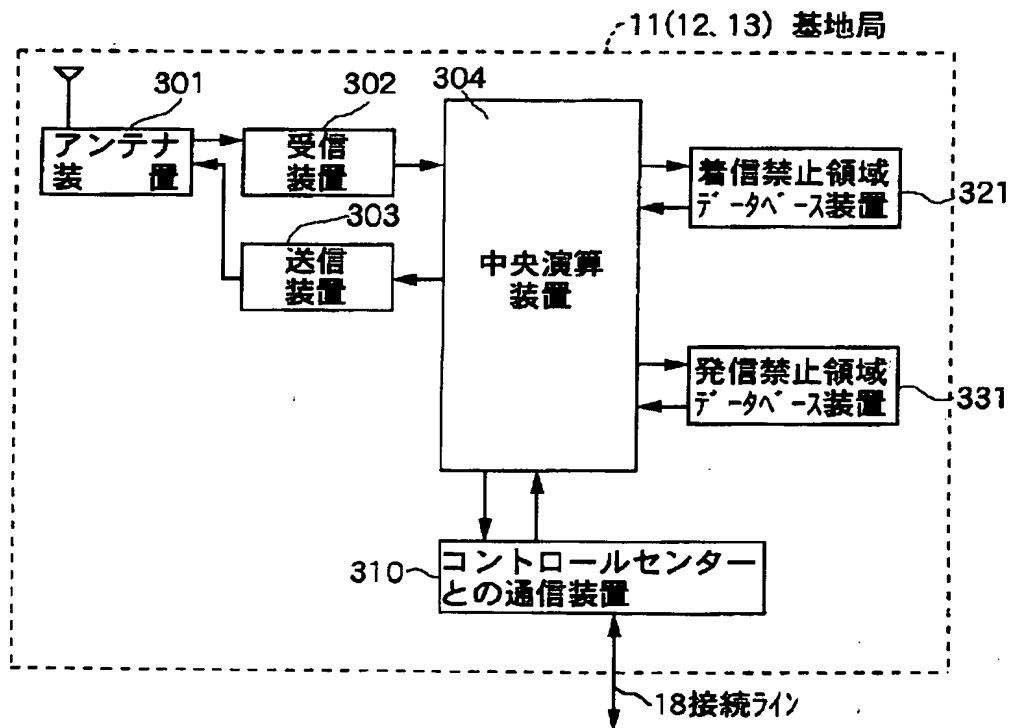 11(12、13) 基地局
301
302
304
アンテナ
装　置
受信
装置
着信禁止領域
データベース装置
321
303
送信
装置
中央演算
装置
発信禁止領域
データベース装置
331
310
コントロールセンター
との通信装置
18接続ライン